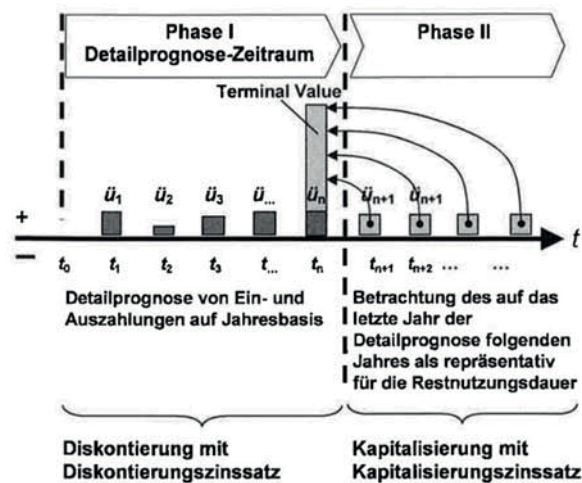 Phase I
Detailprognose-Zeitraum
Phase II
Terminal Value
ü1 ü2 ü3 ü... ün ün+1 ün+1
+
t
–
t0 t1 t2 t3 t... tn tn+1 tn+2 ... ...
Detailprognose von Ein- und
Auszahlungen auf Jahresbasis
Betrachtung des auf das
letzte Jahr der
Detailprognose folgenden
Jahres als repräsentativ
für die Restnutzungsdauer
Diskontierung mit
Diskontierungszinssatz
Kapitalisierung mit
Kapitalisierungszinssatz